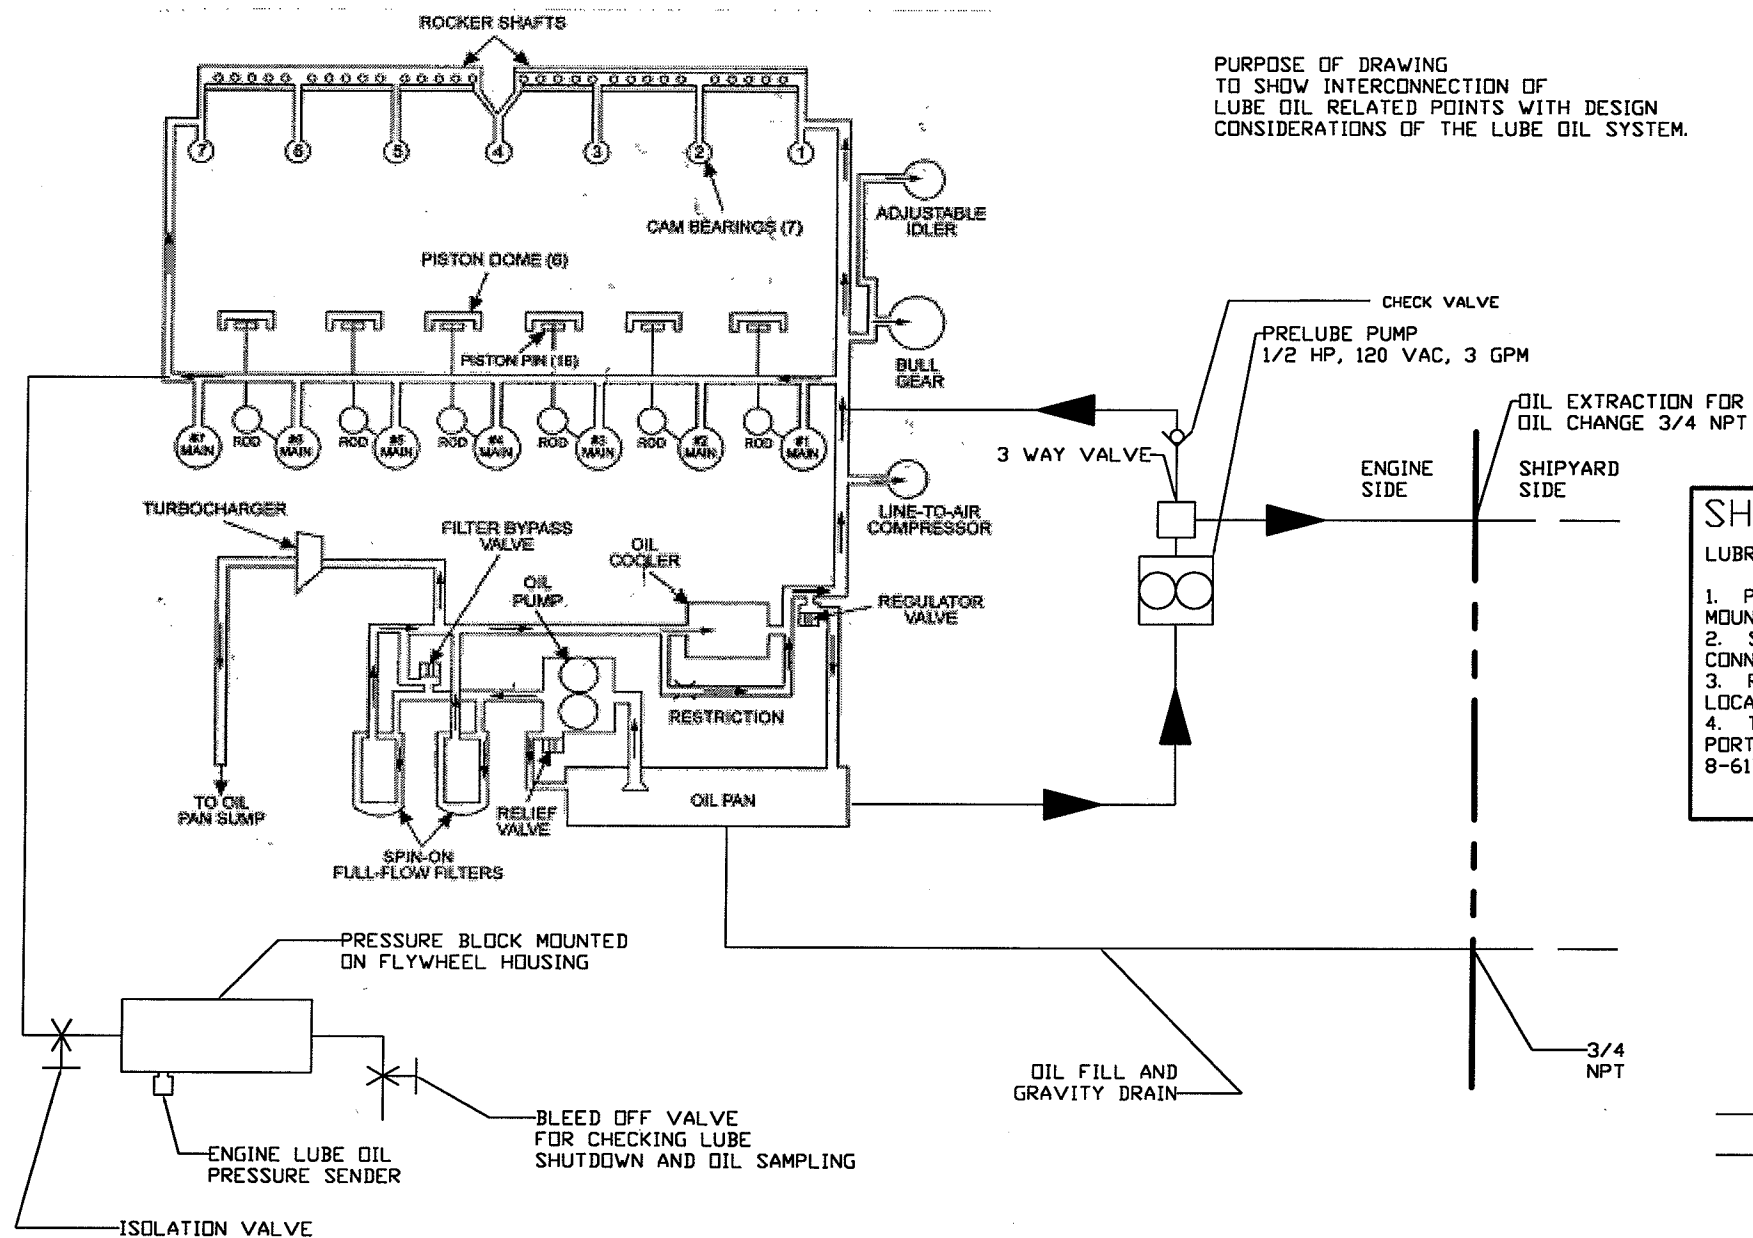 ROCKER SHAFTS
PURPOSE OF DRAWING
TO SHOW INTERCONNECTION OF
LUBE OIL RELATED POINTS WITH DESIGN
CONSIDERATIONS OF THE LUBE OIL SYSTEM.
7 6 5 4 3 2 1
CAM BEARINGS (7)
ADJUSTABLE
IDLER
PISTON DOME (6)
PISTON PIN (16)
BULL
GEAR
CHECK VALVE
PRELUBE PUMP
1/2 HP, 120 VAC, 3 GPM
OIL EXTRACTION FOR
OIL CHANGE 3/4 NPT
#7
MAIN
ROD
#6
MAIN
ROD
#5
MAIN
ROD
#4
MAIN
ROD
#3
MAIN
ROD
#2
MAIN
ROD
#1
MAIN
3 WAY VALVE
ENGINE
SIDE
SHIPYARD
SIDE
LINE-TO-AIR
COMPRESSOR
TURBOCHARGER
FILTER BYPASS
VALVE
OIL
COOLER
OIL
PUMP
REGULATOR
VALVE
RESTRICTION
OIL PAN
RELIEF
VALVE
TO OIL
PAN SUMP
SPIN-ON
FULL-FLOW FILTERS
SH
LUBR
1. P
MOUN
2. S
CONN
3. R
LOCA
4. T
PORT
8-61
PRESSURE BLOCK MOUNTED
ON FLYWHEEL HOUSING
OIL FILL AND
GRAVITY DRAIN
3/4
NPT
BLEED OFF VALVE
FOR CHECKING LUBE
SHUTDOWN AND OIL SAMPLING
ENGINE LUBE OIL
PRESSURE SENDER
ISOLATION VALVE